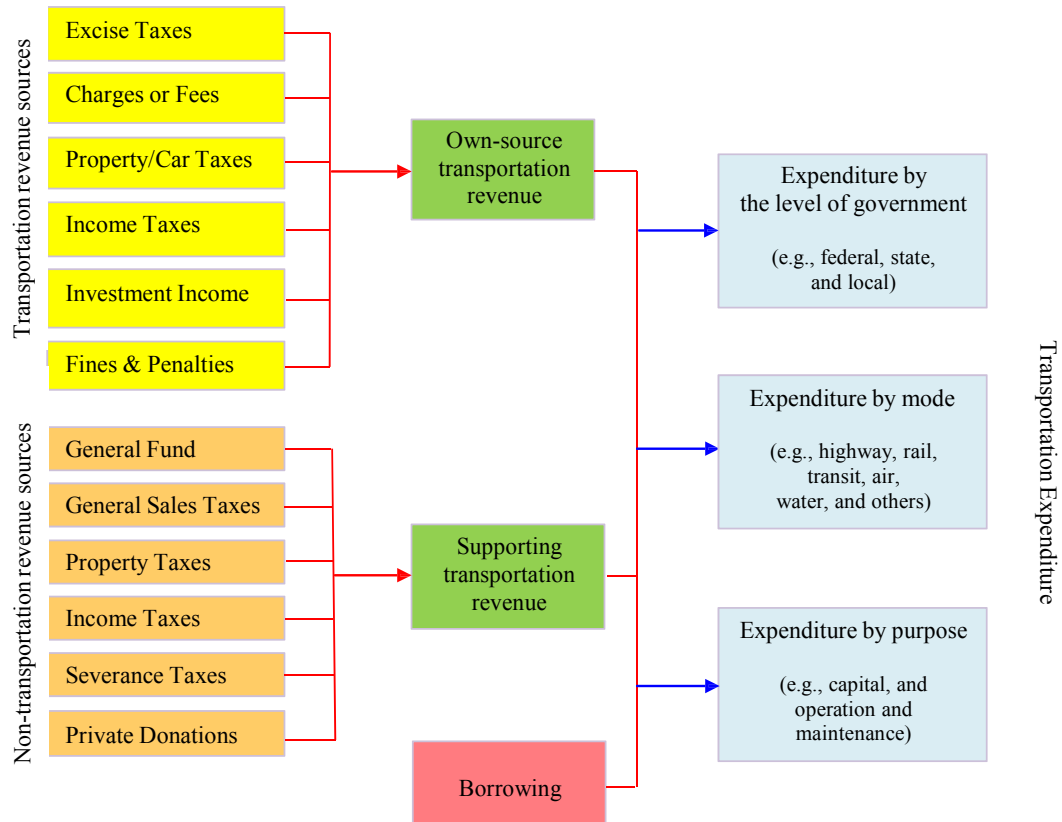 Transportation revenue sources
Excise Taxes
Charges or Fees
Property/Car Taxes
Income Taxes
Investment Income
Fines & Penalties
Non-transportation revenue sources
General Fund
General Sales Taxes
Property Taxes
Income Taxes
Severance Taxes
Private Donations
Own-source
transportation
revenue
Supporting
transportation
revenue
Borrowing
Expenditure by
the level of government
(e.g., federal, state,
and local)
Expenditure by mode
(e.g., highway, rail,
transit, air,
water, and others)
Expenditure by purpose
(e.g., capital, and
operation and
maintenance)
Transportation Expenditure